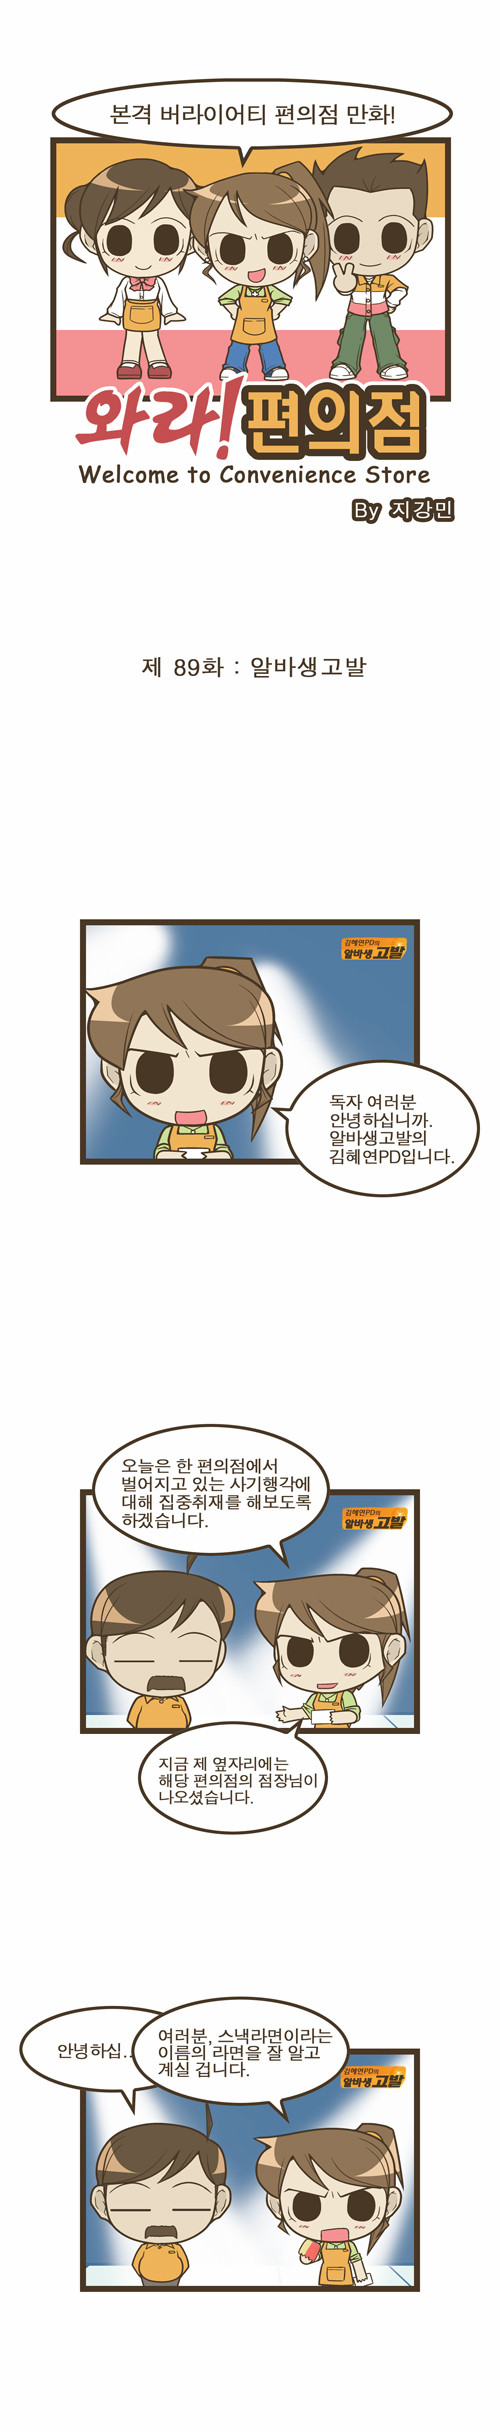 본격 버라이어티 편의점 만화!
와라! 편의점
Welcome to Convenience Store
By 지강민
제 89화 : 알바생고발
김혜연PD의
알바생 고발
독자 여러분
안녕하십니까.
알바생고발의
김혜연PD입니다.
오늘은 한 편의점에서
벌어지고 있는 사기행각에
대해 집중취재를 해보도록
하겠습니다.
김혜연PD의
알바생 고발
지금 제 옆자리에는
해당 편의점의 점장님이
나오셨습니다.
안녕하십..
여러분, 스낵라면이라는
이름의 라면을 잘 알고
계실 겁니다.
김혜연PD의
알바생 고발